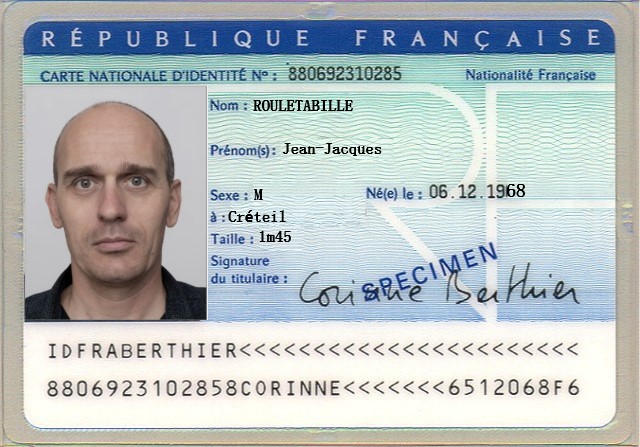 RÉPUBLIQUE FRANÇAISE
CARTE NATIONALE D'IDENTITÉ Nº : 880692310285 Nationalité Française
Nom : ROULETABILLE
Prénom(s) : Jean-Jacques
Sexe : M Né(e) le : 06.12.1968
à : Créteil
Taille : 1m45
Signature
du titulaire : Corinne Berthier
SPECIMEN
IDFRABERTHIER<<<<<<<<<<<<<<<<<<<<<<<
8806923102858CORINNE<<<<<<<6512068F6